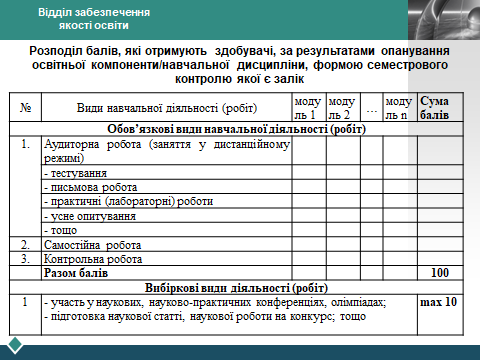 Відділ забезпечення
якості освіти
Розподіл балів, які отримують здобувачі, за результатами опанування
освітньої компоненти/навчальної дисципліни, формою семестрового
контролю якої є залік
№ Види навчальної діяльності (робіт) моду ль 1 моду ль 2 … моду ль n Сума балів
Обов’язкові види навчальної діяльності (робіт)
1. Аудиторна робота (заняття у дистанційному
режимі)
- тестування
- письмова робота
- практичні (лабораторні) роботи
- усне опитування
- тощо
2. Самостійна робота
3. Контрольна робота
Разом балів 100
Вибіркові види діяльності (робіт)
1 - участь у наукових, науково-практичних конференціях, олімпіадах; max 10
- підготовка наукової статті, наукової роботи на конкурс; тощо